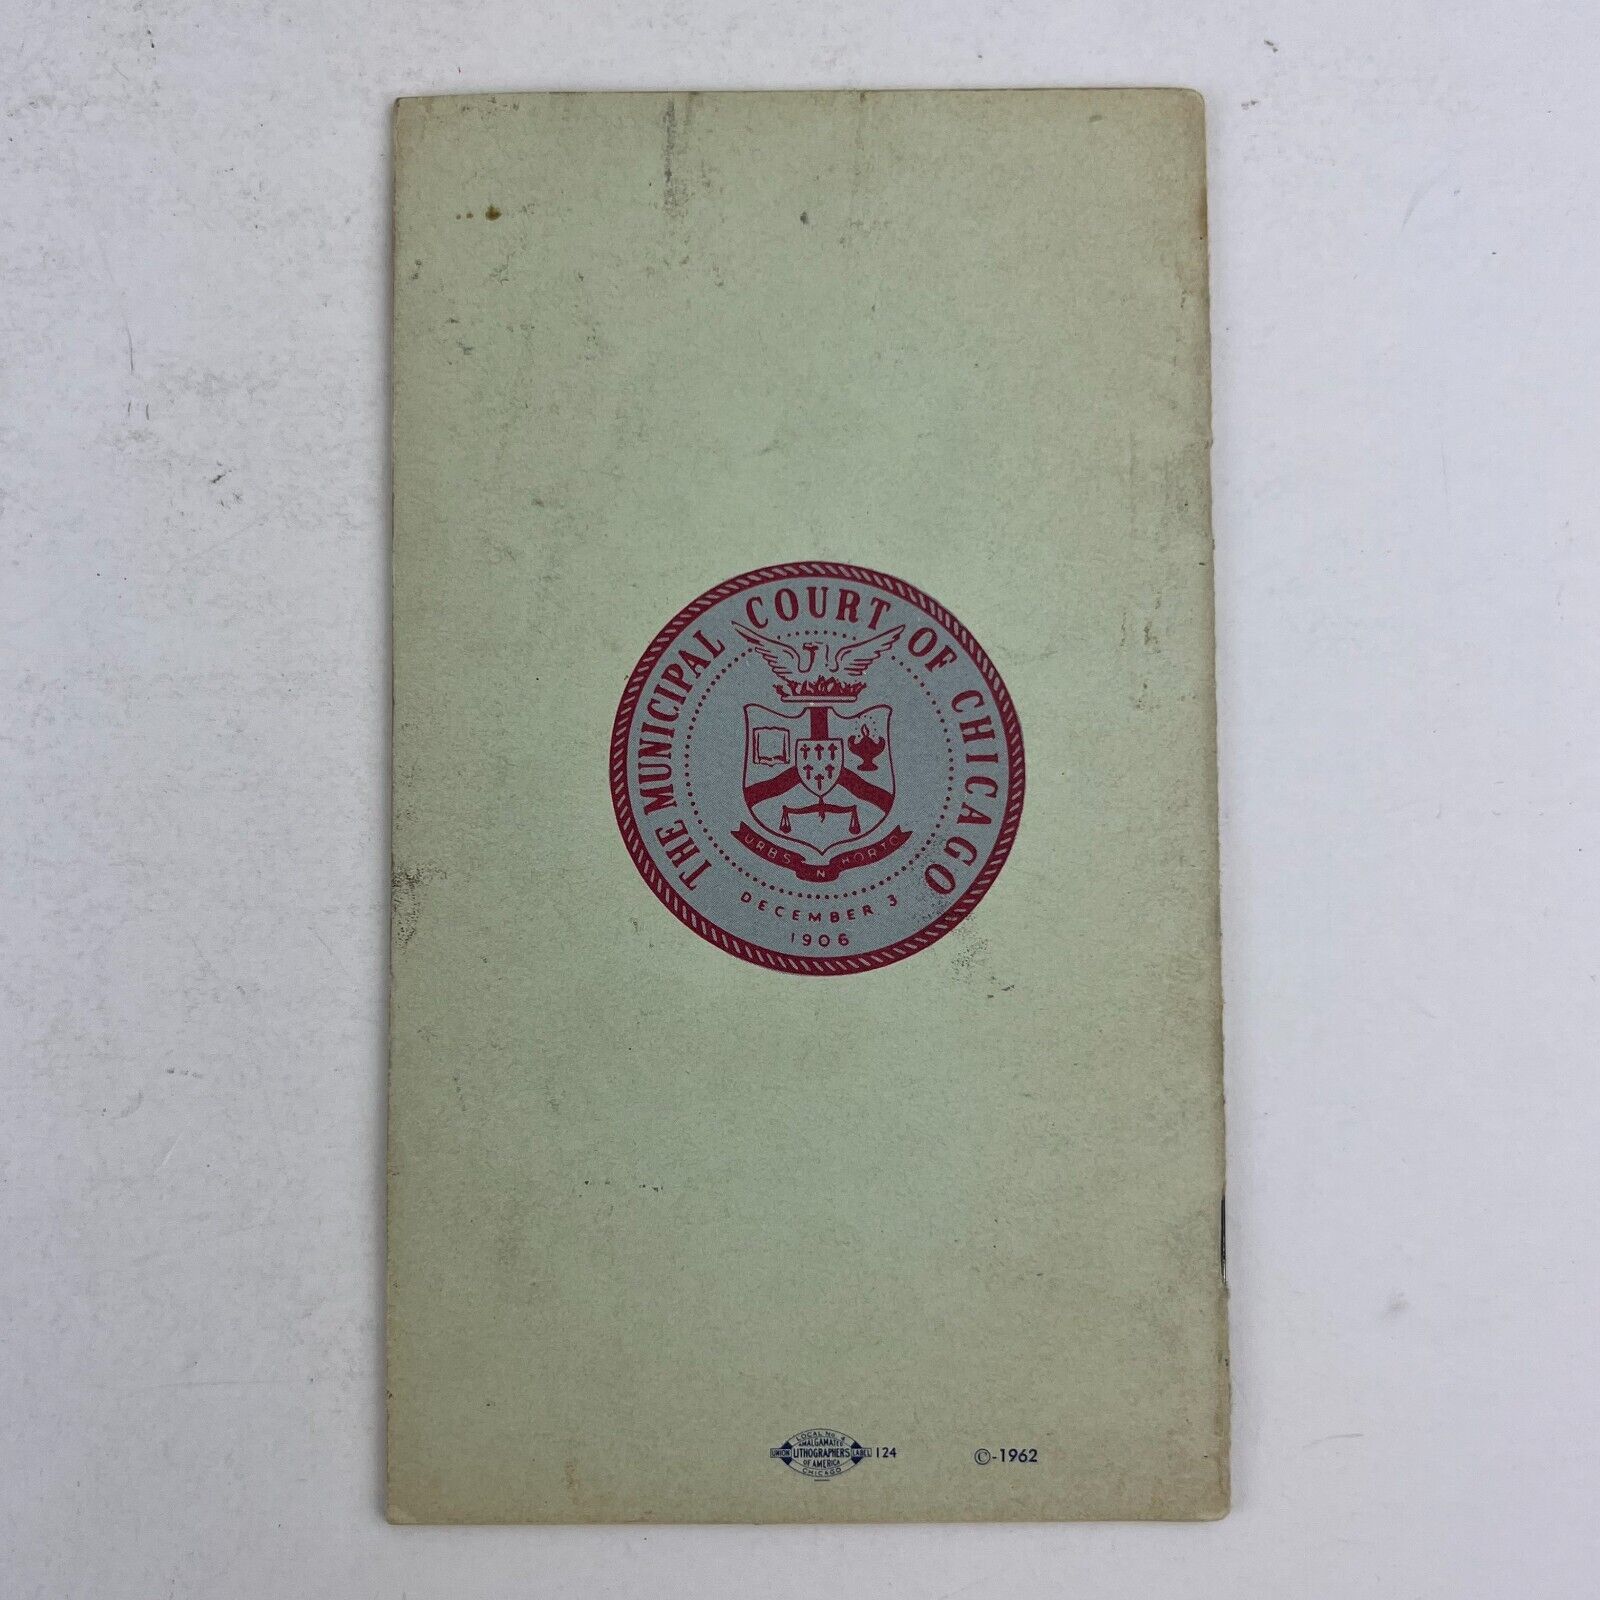 THE MUNICIPAL COURT OF CHICAGO
URBS IN HORTO
DECEMBER 3
1906
LOCAL No. 4
AMALGAMATED
UNION LITHOGRAPHERS LABEL 124
OF AMERICA
CHICAGO
©-1962